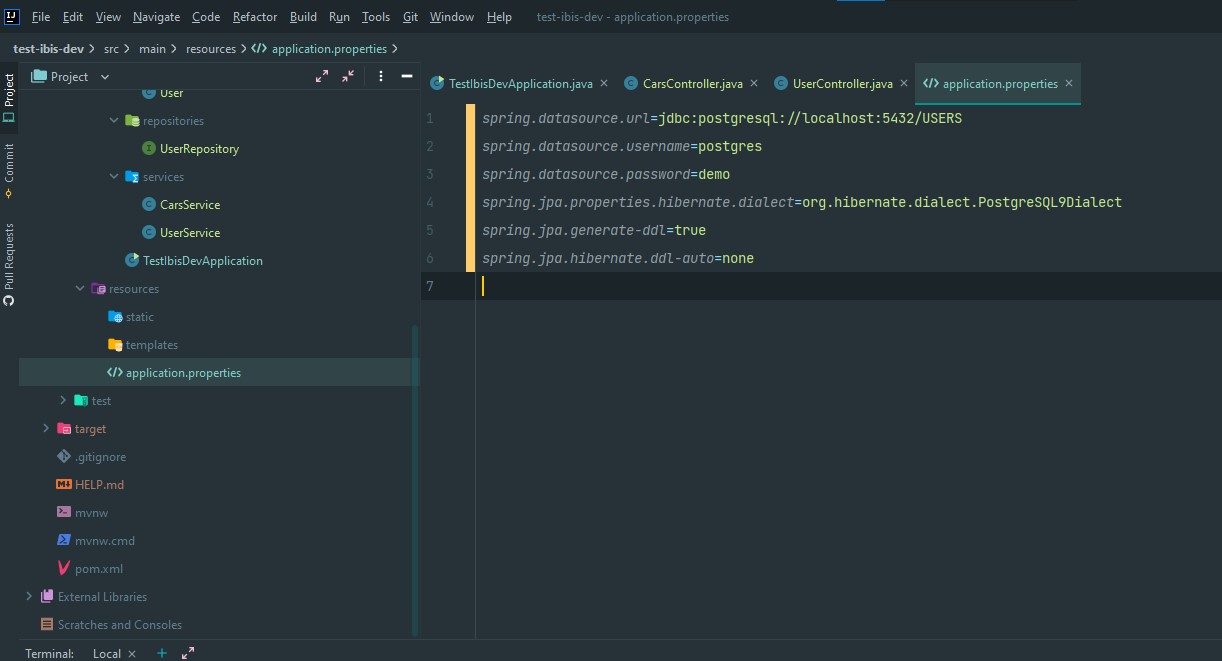 File Edit View Navigate Code Refactor Build Run Tools Git Window Help test-ibis-dev - application.properties
test-ibis-dev src main resources application.properties
Project
Commit
Pull Requests
Project
User
repositories
UserRepository
services
CarsService
UserService
TestIbisDevApplication
resources
static
templates
application.properties
test
target
.gitignore
HELP.md
mvnw
mvnw.cmd
pom.xml
External Libraries
Scratches and Consoles
TestIbisDevApplication.java CarsController.java UserController.java application.properties
1 spring.datasource.url=jdbc:postgresql://localhost:5432/USERS
2 spring.datasource.username=postgres
3 spring.datasource.password=demo
4 spring.jpa.properties.hibernate.dialect=org.hibernate.dialect.PostgreSQL9Dialect
5 spring.jpa.generate-ddl=true
6 spring.jpa.hibernate.ddl-auto=none
7
Terminal: Local